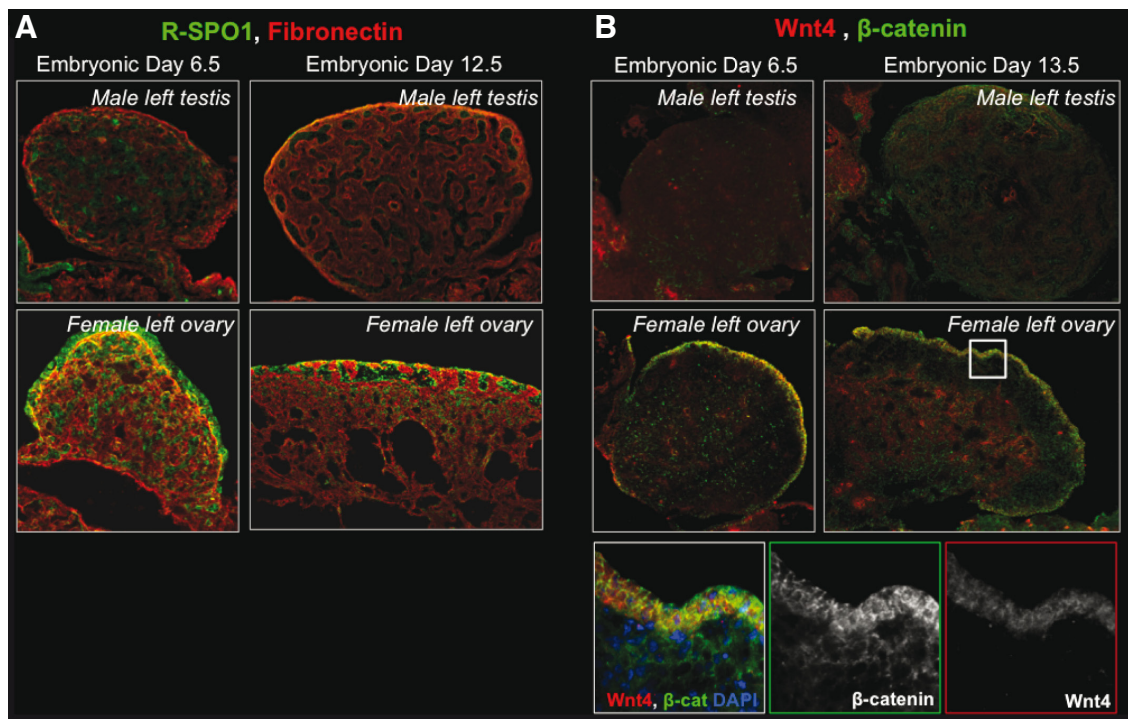 A
R-SPO1, Fibronectin
Embryonic Day 6.5
Embryonic Day 12.5
Male left testis
Male left testis
Female left ovary
Female left ovary
B
Wnt4 , β-catenin
Embryonic Day 6.5
Embryonic Day 13.5
Male left testis
Male left testis
Female left ovary
Female left ovary
Wnt4, β-cat DAPI
β-catenin
Wnt4